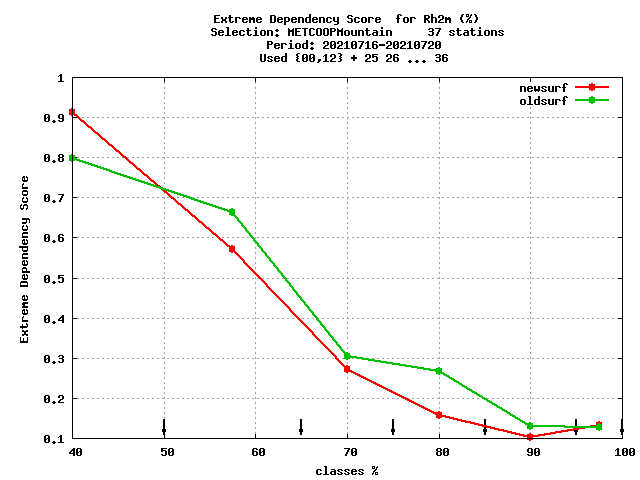 Extreme Dependency Score  for Rh2m (%)
Selection: METCOOPMountain     37 stations
Period: 20210716-20210720
Used {00,12} + 25 26 ... 36
newsurf
oldsurf
Extreme Dependency Score
1
0,9
0,8
0,7
0,6
0,5
0,4
0,3
0,2
0,1
40 50 60 70 80 90 100
classes %